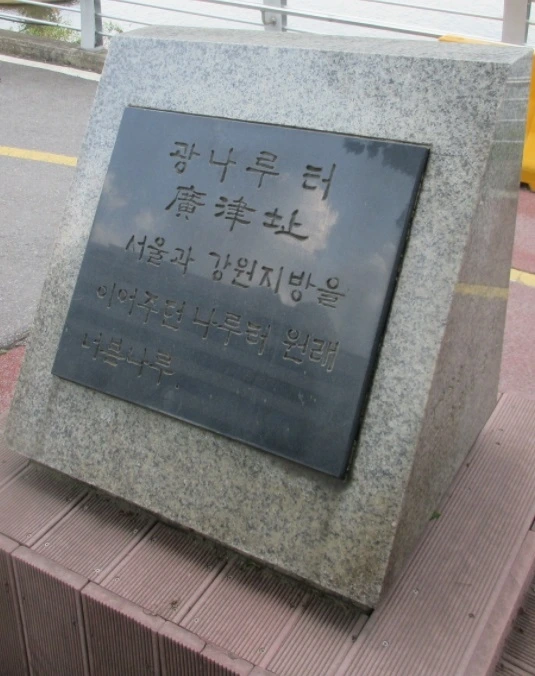 광나루 터
廣津址
서울과 강원지방을
이어주던 나루터 원래
너븐나루.